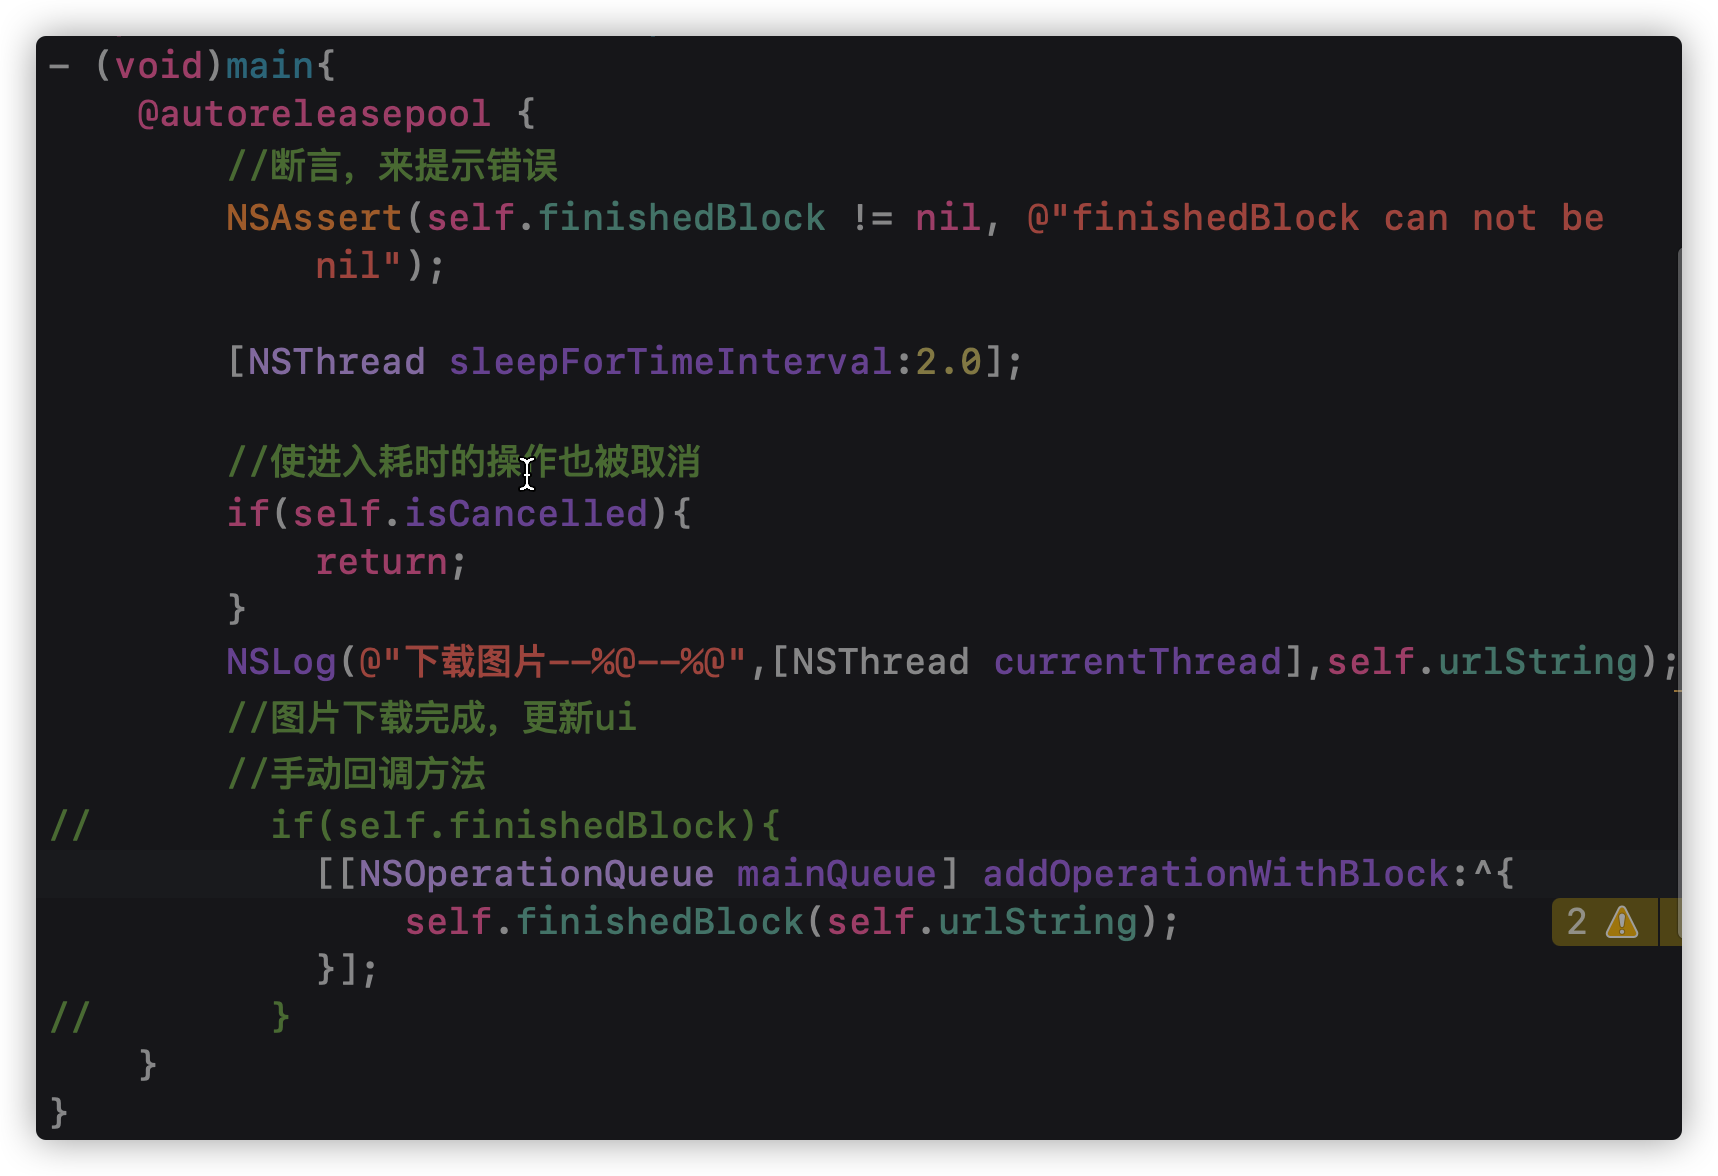 - (void)main{
@autoreleasepool {
//断言，来提示错误
NSAssert(self.finishedBlock != nil, @"finishedBlock can not be
nil");
[NSThread sleepForTimeInterval:2.0];
//使进入耗时的操作也被取消
if(self.isCancelled){
return;
}
NSLog(@"下载图片--%@--%@",[NSThread currentThread],self.urlString);
//图片下载完成，更新ui
//手动回调方法
// if(self.finishedBlock){
[[NSOperationQueue mainQueue] addOperationWithBlock:^{
self.finishedBlock(self.urlString);
2
}];
// }
}
}